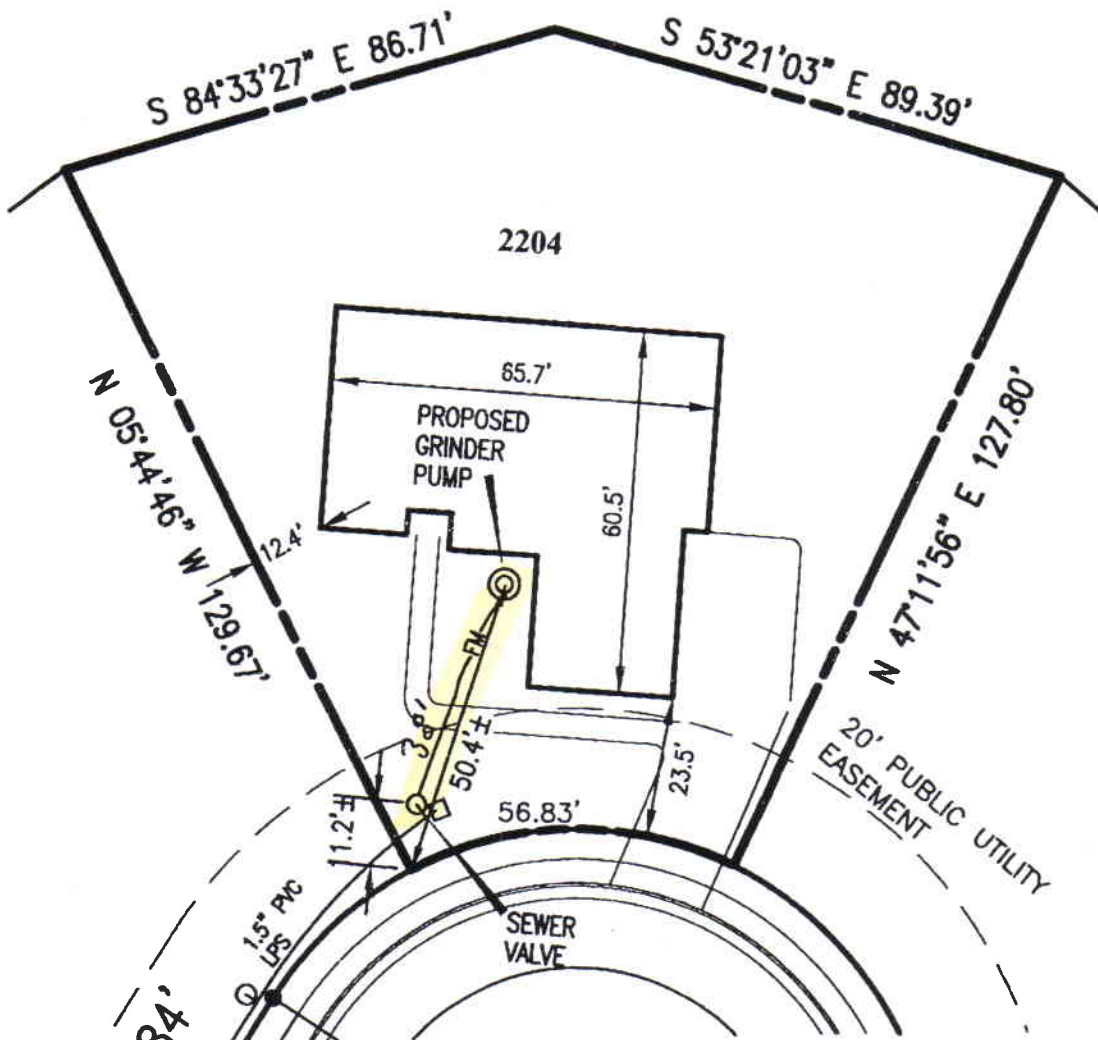 S 84°33'27" E 86.71'
S 53°21'03" E 89.39'
2204
65.7'
PROPOSED
GRINDER
PUMP
60.5'
N 05°44'46" W 129.67'
12.4'
N 47°11'56" E 127.80'
FM
38'
50.4'±
23.5'
20' PUBLIC UTILITY
EASEMENT
56.83'
11.2'±
1.5" PVC
LPS
SEWER
VALVE
34'